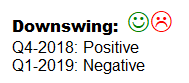 Downswing:
Q4-2018: Positive
Q1-2019: Negative